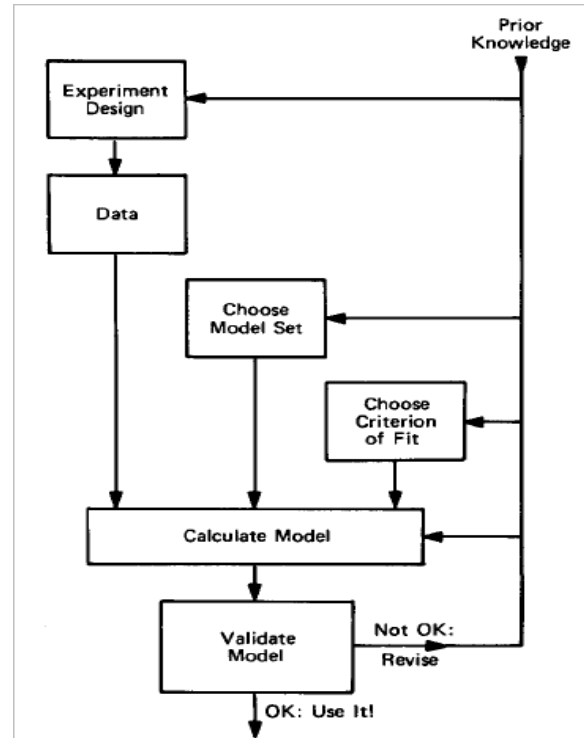 Prior
Knowledge
Experiment
Design
Data
Choose
Model Set
Choose
Criterion
of Fit
Calculate Model
Validate
Model
Not OK:
Revise
OK: Use It!